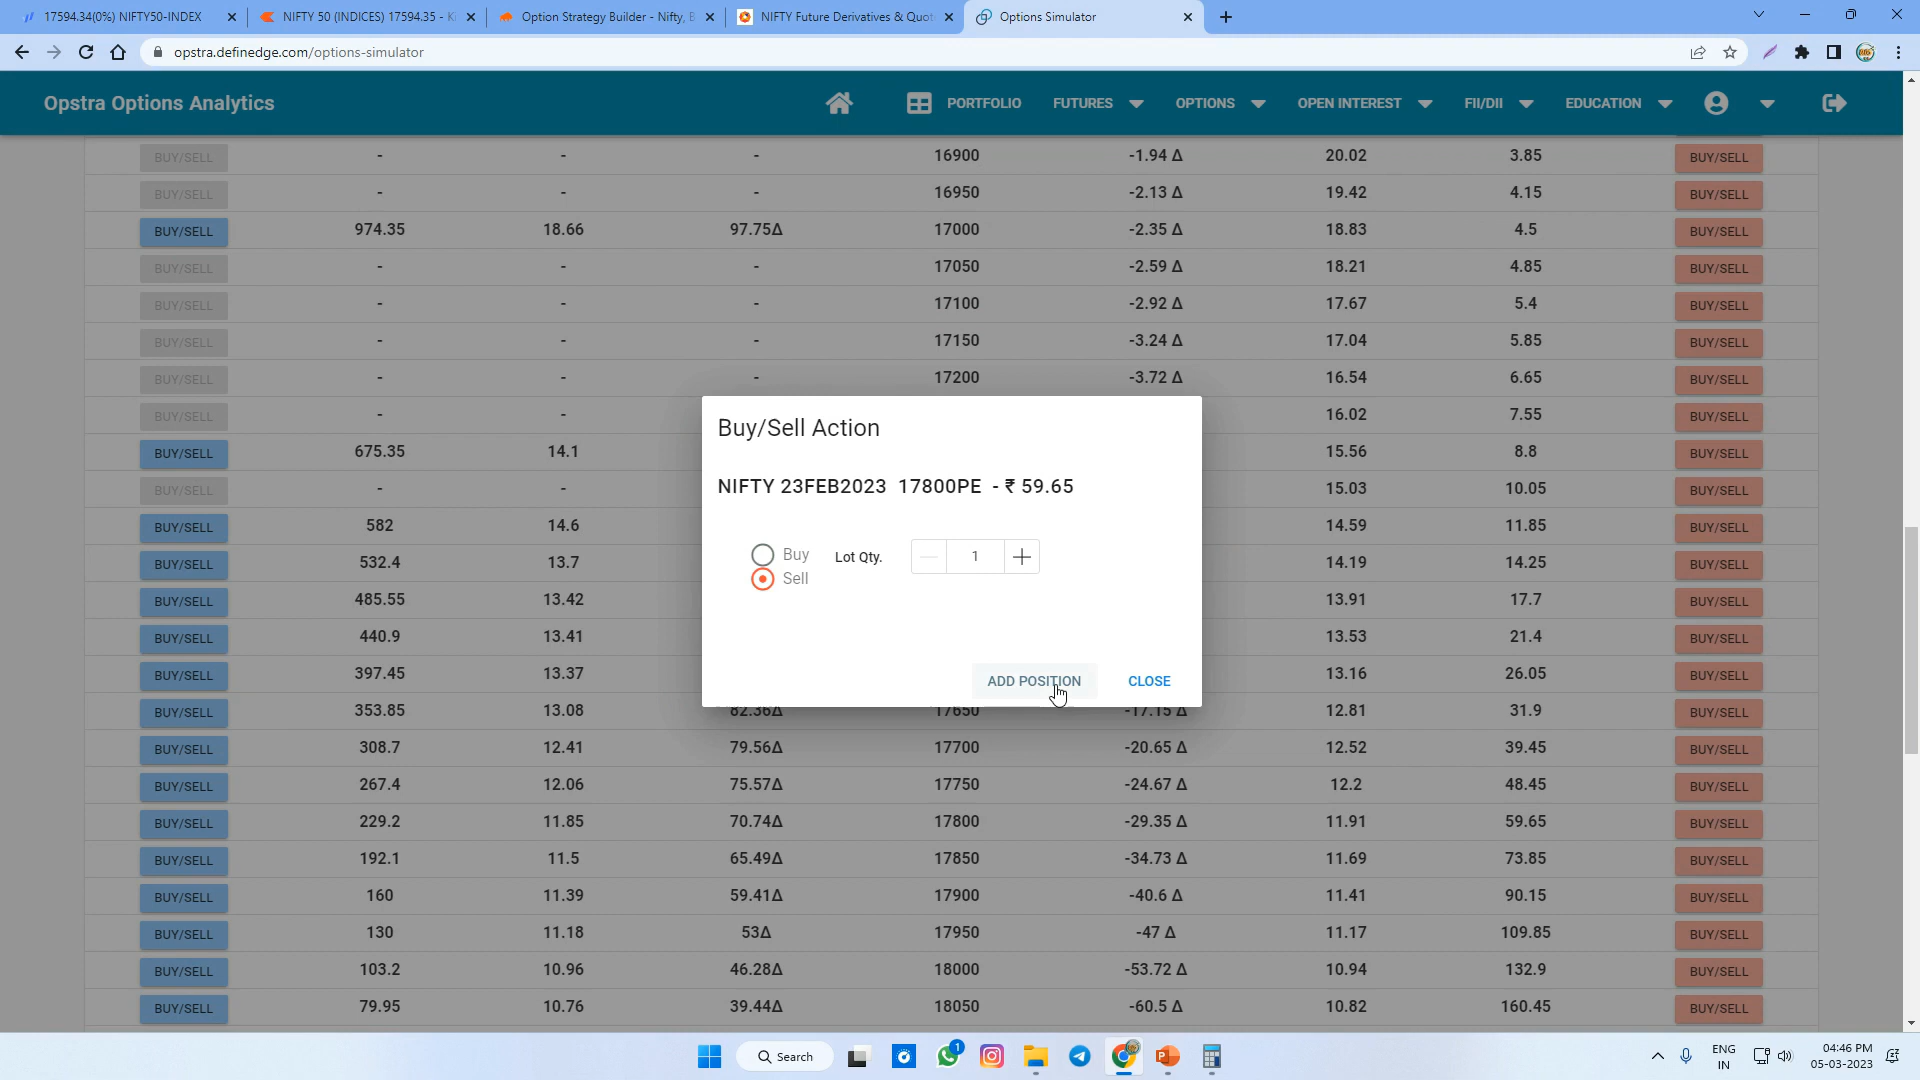 17594.34(0%) NIFTY50-INDEX
NIFTY 50 (INDICES) 17594.35 - Ki
Option Strategy Builder - Nifty, B
NIFTY Future Derivatives & Quot
Options Simulator
opstra.definedge.com/options-simulator
Opstra Options Analytics
PORTFOLIO
FUTURES
OPTIONS
OPEN INTEREST
FII/DII
EDUCATION
BUY/SELL - - - 16900 -1.94 Δ 20.02 3.85 BUY/SELL
BUY/SELL - - - 16950 -2.13 Δ 19.42 4.15 BUY/SELL
BUY/SELL 974.35 18.66 97.75Δ 17000 -2.35 Δ 18.83 4.5 BUY/SELL
BUY/SELL - - - 17050 -2.59 Δ 18.21 4.85 BUY/SELL
BUY/SELL - - - 17100 -2.92 Δ 17.67 5.4 BUY/SELL
BUY/SELL - - - 17150 -3.24 Δ 17.04 5.85 BUY/SELL
BUY/SELL - - - 17200 -3.72 Δ 16.54 6.65 BUY/SELL
BUY/SELL - - 16.02 7.55 BUY/SELL
BUY/SELL 675.35 14.1 15.56 8.8 BUY/SELL
BUY/SELL - - 15.03 10.05 BUY/SELL
BUY/SELL 582 14.6 14.59 11.85 BUY/SELL
BUY/SELL 532.4 13.7 14.19 14.25 BUY/SELL
BUY/SELL 485.55 13.42 13.91 17.7 BUY/SELL
BUY/SELL 440.9 13.41 13.53 21.4 BUY/SELL
BUY/SELL 397.45 13.37 13.16 26.05 BUY/SELL
Buy/Sell Action
NIFTY 23FEB2023 17800PE - ₹ 59.65
Buy
Sell
Lot Qty.
1
ADD POSITION
CLOSE
BUY/SELL 353.85 13.08 82.36Δ 17650 -17.15 Δ 12.81 31.9 BUY/SELL
BUY/SELL 308.7 12.41 79.56Δ 17700 -20.65 Δ 12.52 39.45 BUY/SELL
BUY/SELL 267.4 12.06 75.57Δ 17750 -24.67 Δ 12.2 48.45 BUY/SELL
BUY/SELL 229.2 11.85 70.74Δ 17800 -29.35 Δ 11.91 59.65 BUY/SELL
BUY/SELL 192.1 11.5 65.49Δ 17850 -34.73 Δ 11.69 73.85 BUY/SELL
BUY/SELL 160 11.39 59.41Δ 17900 -40.6 Δ 11.41 90.15 BUY/SELL
BUY/SELL 130 11.18 53Δ 17950 -47 Δ 11.17 109.85 BUY/SELL
BUY/SELL 103.2 10.96 46.28Δ 18000 -53.72 Δ 10.94 132.9 BUY/SELL
BUY/SELL 79.95 10.76 39.44Δ 18050 -60.5 Δ 10.82 160.45 BUY/SELL
Search
1
ENG
IN
04:46 PM
05-03-2023